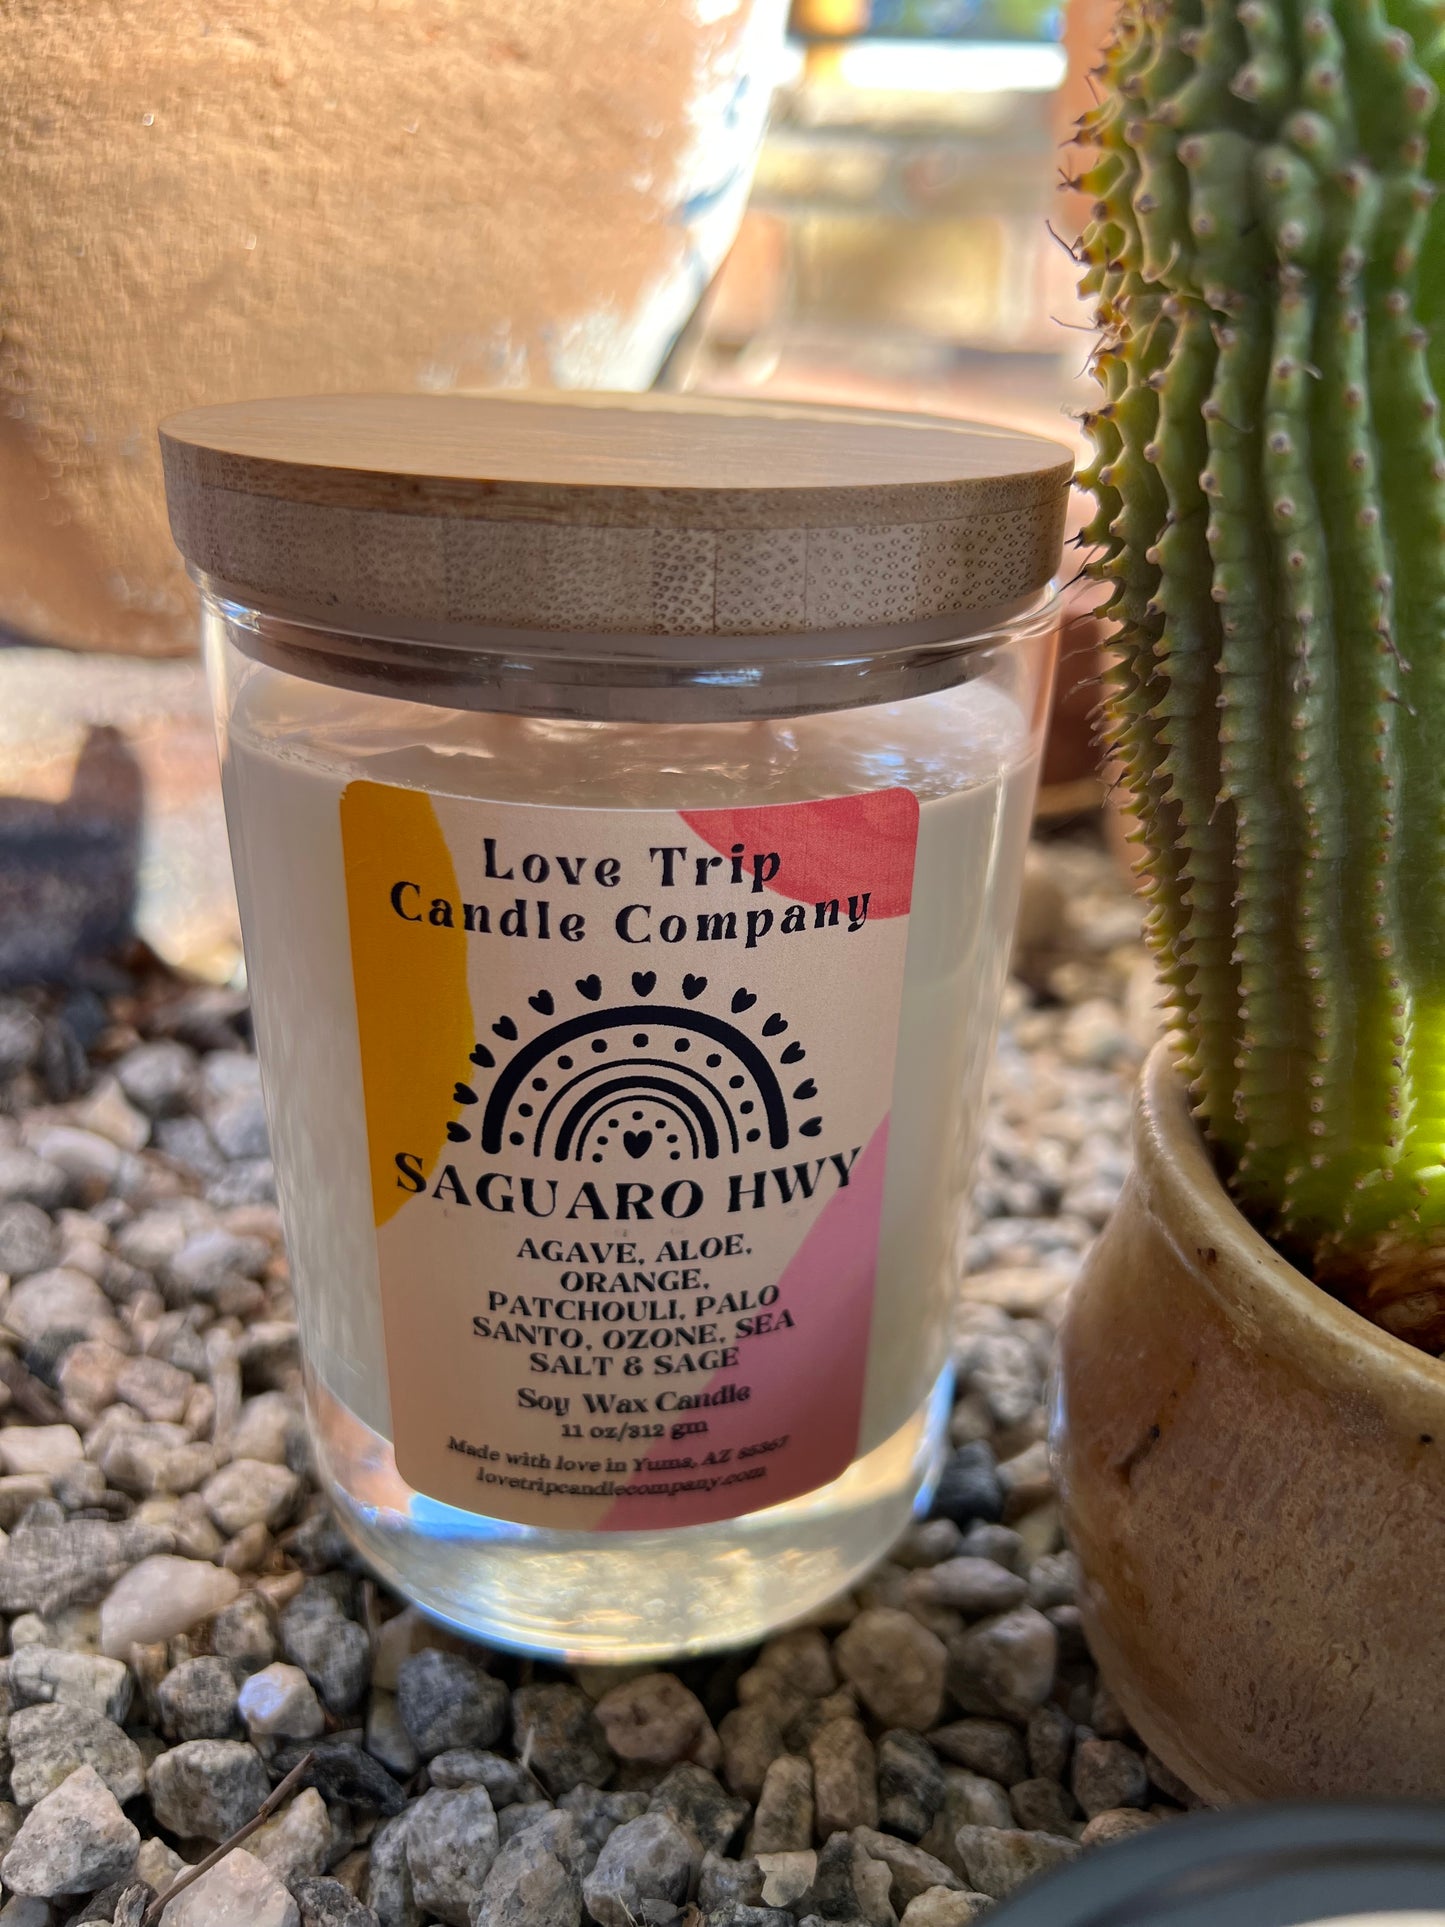 Love Trip
Candle Company
SAGUARO HWY
AGAVE, ALOE,
ORANGE,
PATCHOULI, PALO
SANTO, OZONE, SEA
SALT & SAGE
Soy Wax Candle
11 oz/312 gm
Made with love in Yuma, AZ 85367
lovetripcandlecompany.com